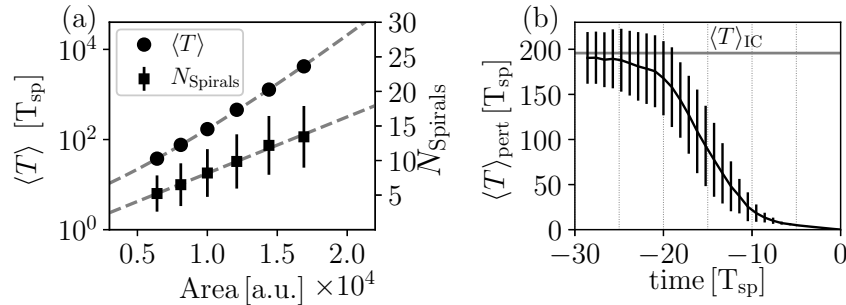 (a)
⟨T⟩
N_Spirals
⟨T⟩ [T_sp]
10^4
10^2
10^0
30
25
20
15
10
5
N_Spirals
0.5 1.0 1.5 2.0
Area [a.u.] ×10^4
(b)
⟨T⟩_IC
⟨T⟩_pert [T_sp]
200
150
100
50
0
−30 −20 −10 0
time [T_sp]